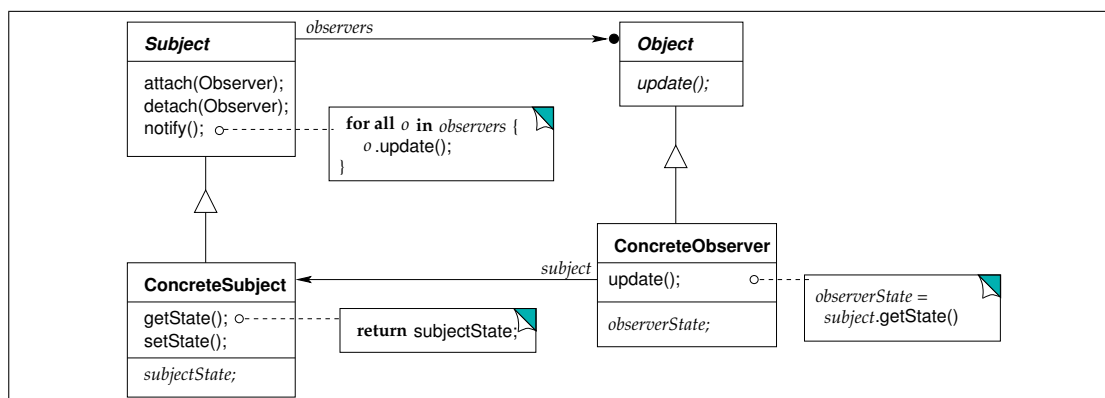 observers
Subject
attach(Observer);
detach(Observer);
notify();
for all o in observers {
o.update();
}
Object
update();
ConcreteSubject
getState();
setState();
subjectState;
return subjectState;
subject
ConcreteObserver
update();
observerState;
observerState =
subject.getState()